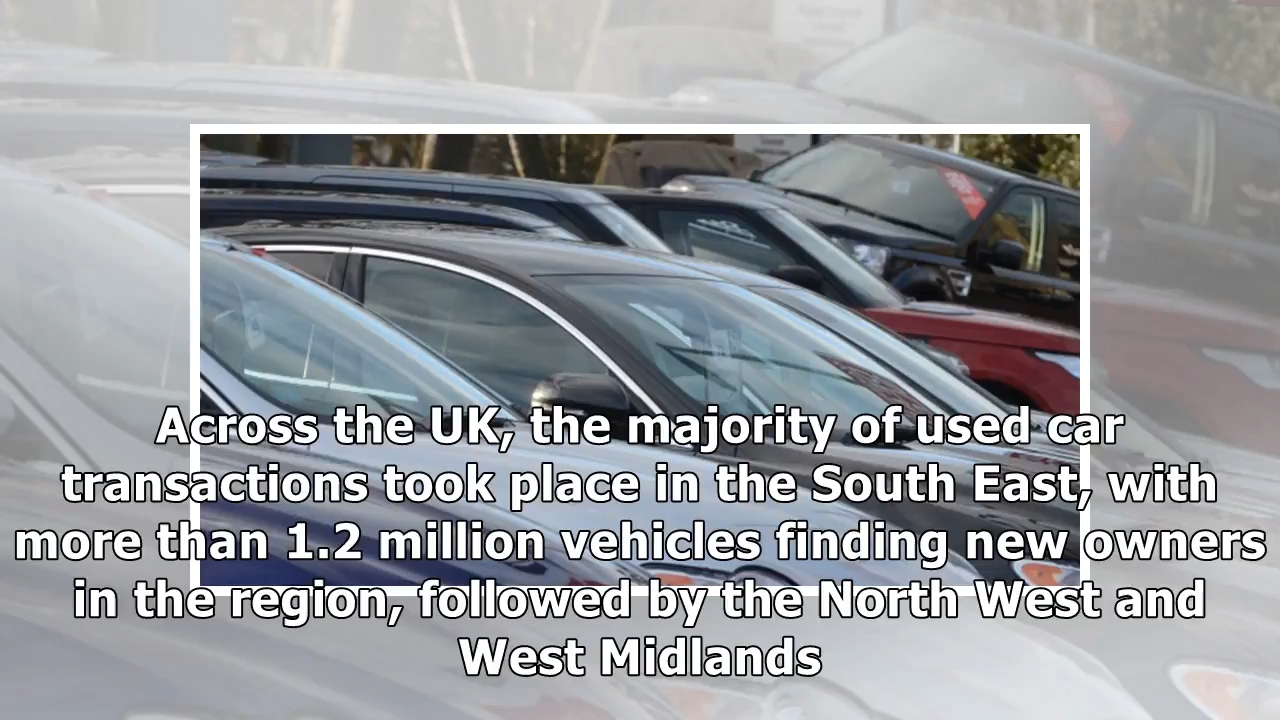 Across the UK, the majority of used car
transactions took place in the South East, with
more than 1.2 million vehicles finding new owners
in the region, followed by the North West and
West Midlands